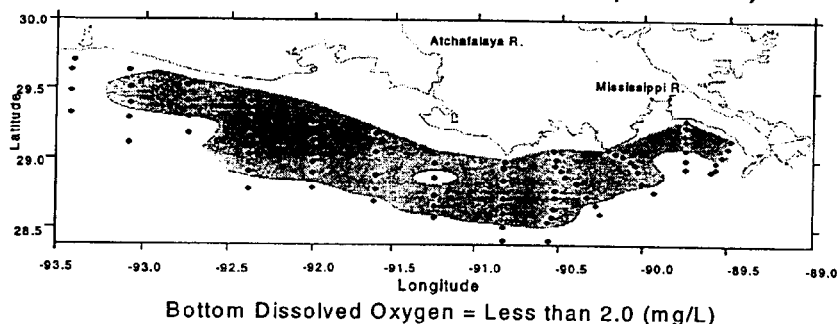 30.0
Atchafalaya R.
29.5
Mississippi R.
Latitude
29.0
28.5
-93.5 -93.0 -92.5 -92.0 -91.5 -91.0 -90.5 -90.0 -89.5 -89.0
Longitude
Bottom Dissolved Oxygen = Less than 2.0 (mg/L)